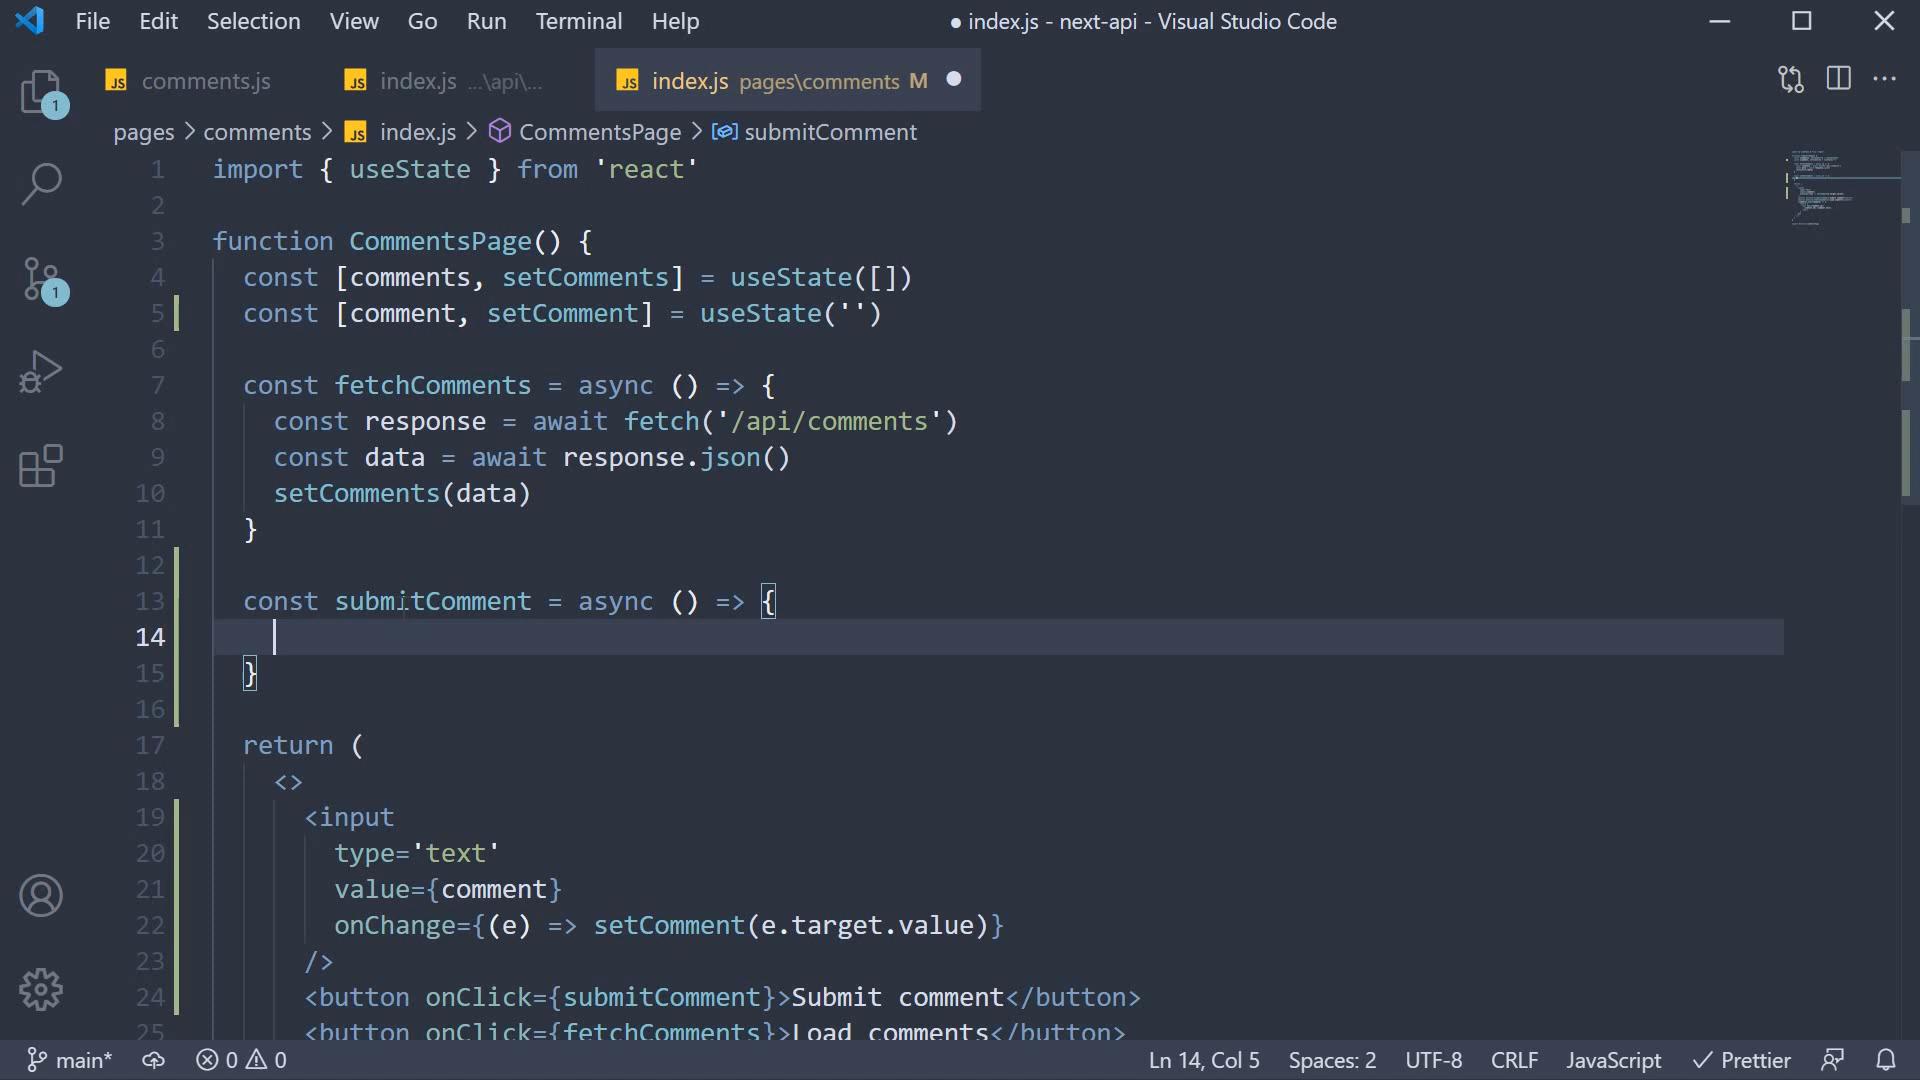 File Edit Selection View Go Run Terminal Help ● index.js - next-api - Visual Studio Code
JS comments.js JS index.js ...\api\... JS index.js pages\comments M
pages > comments > JS index.js > CommentsPage > submitComment
1 import { useState } from 'react'
2
3 function CommentsPage() {
4 const [comments, setComments] = useState([])
5 const [comment, setComment] = useState('')
6
7 const fetchComments = async () => {
8 const response = await fetch('/api/comments')
9 const data = await response.json()
10 setComments(data)
11 }
12
13 const submitComment = async () => {
14
15 }
16
17 return (
18 <>
19 <input
20 type='text'
21 value={comment}
22 onChange={(e) => setComment(e.target.value)}
23 />
24 <button onClick={submitComment}>Submit comment</button>
25 <button onClick={fetchComments}>Load comments</button>
1
1
main* 0 0 Ln 14, Col 5 Spaces: 2 UTF-8 CRLF JavaScript Prettier